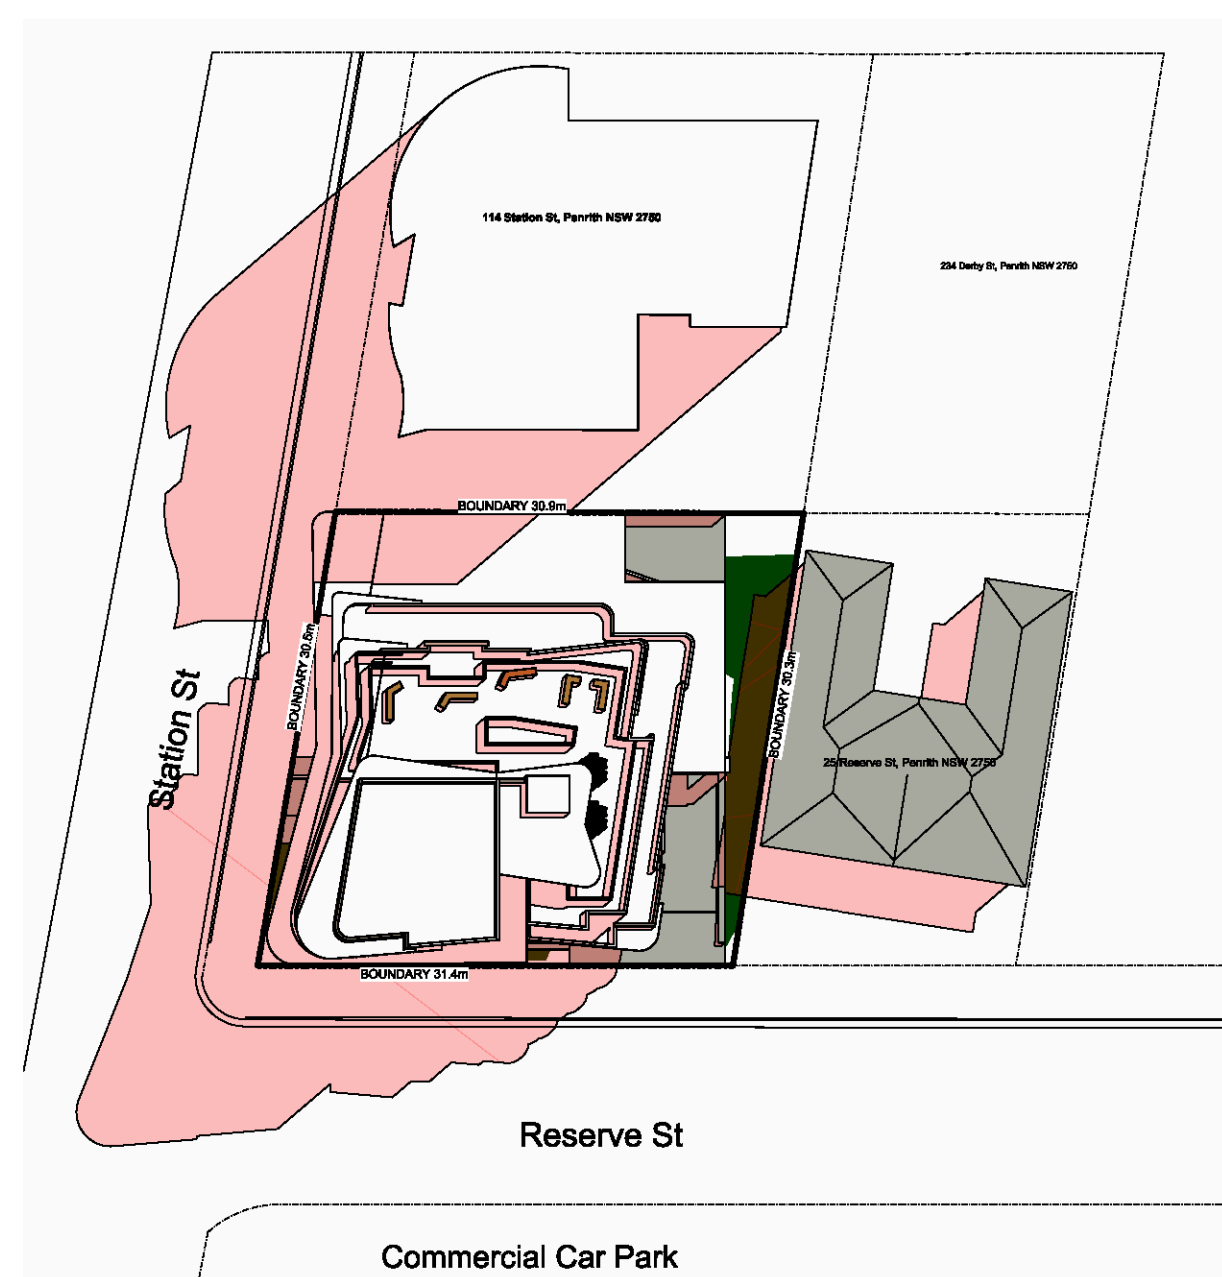 114 Station St, Penrith NSW 2750
234 Derby St, Penrith NSW 2750
BOUNDARY 30.9m
BOUNDARY 30.5m
BOUNDARY 30.3m
Station St
25 Reserve St, Penrith NSW 2750
BOUNDARY 31.4m
Reserve St
Commercial Car Park